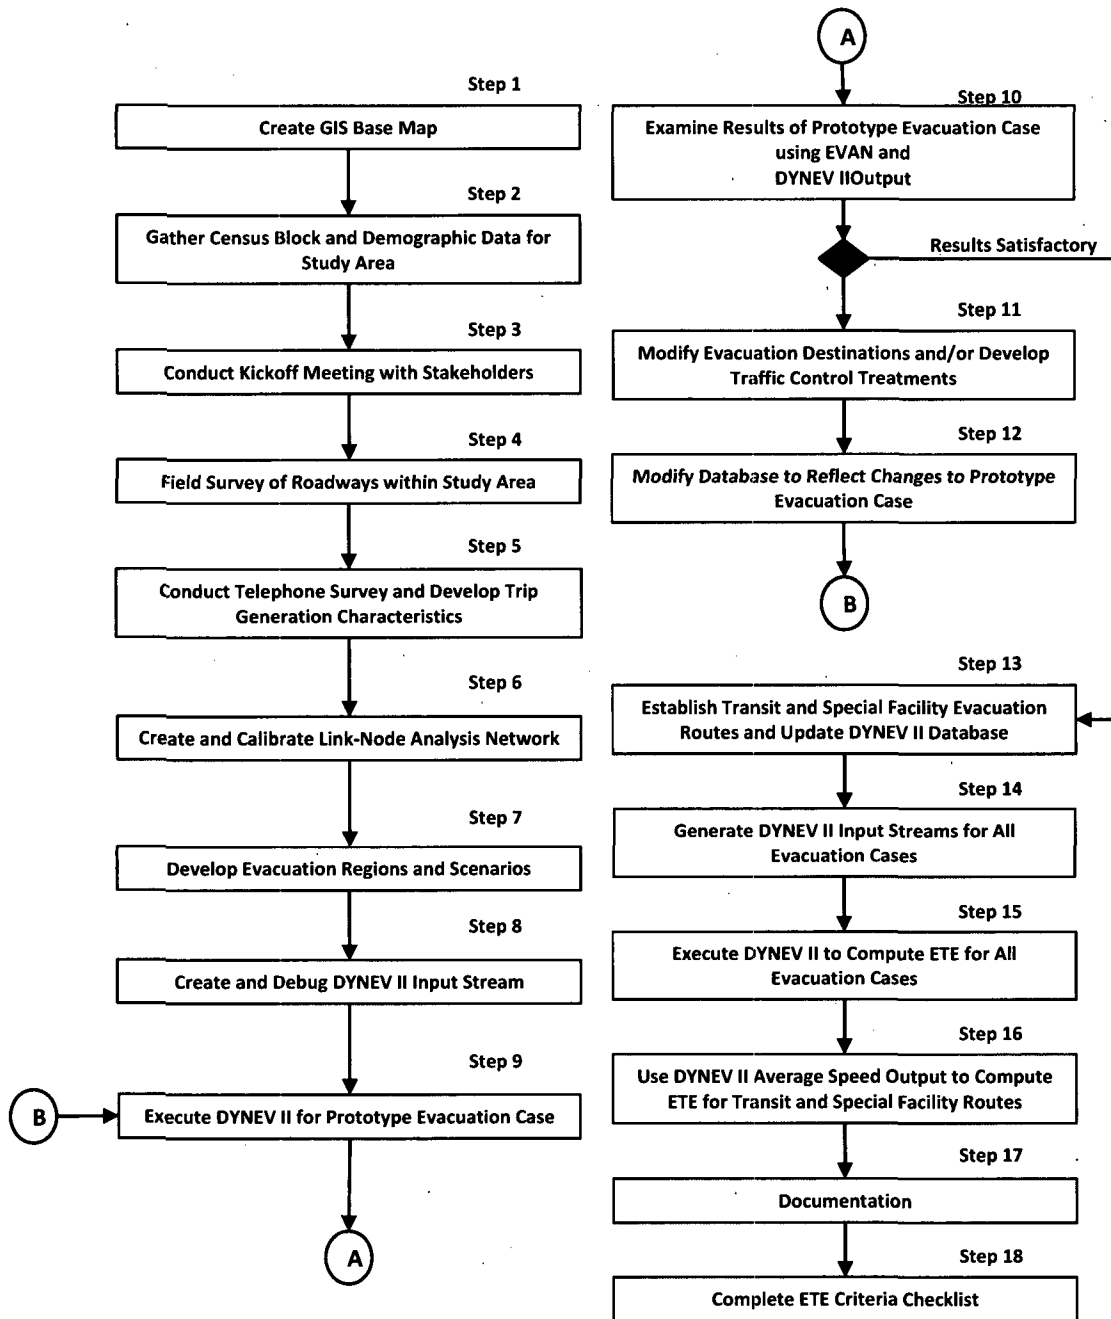 Step 1
Create GIS Base Map
Step 2
Gather Census Block and Demographic Data for
Study Area
Step 3
Conduct Kickoff Meeting with Stakeholders
Step 4
Field Survey of Roadways within Study Area
Step 5
Conduct Telephone Survey and Develop Trip
Generation Characteristics
Step 6
Create and Calibrate Link-Node Analysis Network
Step 7
Develop Evacuation Regions and Scenarios
Step 8
Create and Debug DYNEV II Input Stream
Step 9
B
Execute DYNEV II for Prototype Evacuation Case
A
A
Step 10
Examine Results of Prototype Evacuation Case
using EVAN and
DYNEV IIOutput
Results Satisfactory
Step 11
Modify Evacuation Destinations and/or Develop
Traffic Control Treatments
Step 12
Modify Database to Reflect Changes to Prototype
Evacuation Case
B
Step 13
Establish Transit and Special Facility Evacuation
Routes and Update DYNEV II Database
Step 14
Generate DYNEV II Input Streams for All
Evacuation Cases
Step 15
Execute DYNEV II to Compute ETE for All
Evacuation Cases
Step 16
Use DYNEV II Average Speed Output to Compute
ETE for Transit and Special Facility Routes
Step 17
Documentation
Step 18
Complete ETE Criteria Checklist